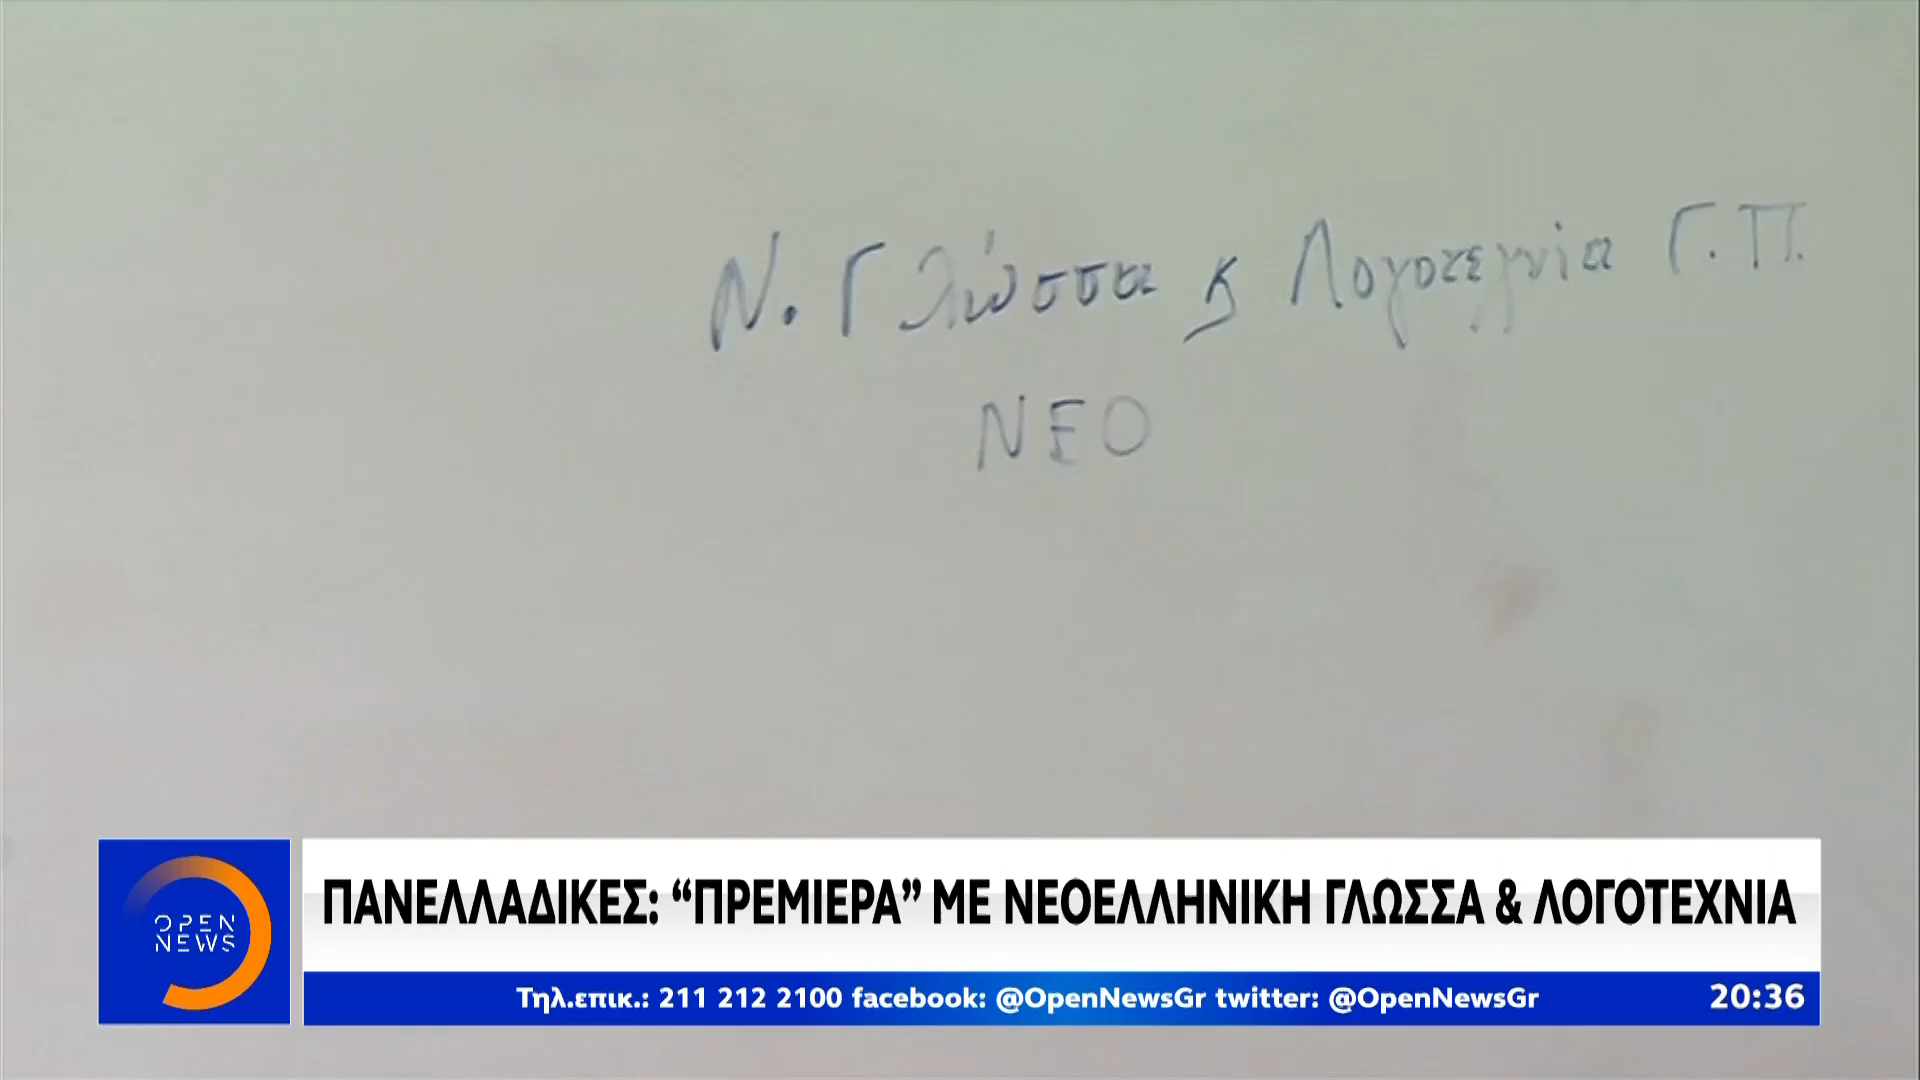 Ν. Γλώσσα & Λογοτεχνία Γ.Π.
ΝΕΟ
OPEN
NEWS
ΠΑΝΕΛΛΑΔΙΚΕΣ: “ΠΡΕΜΙΕΡΑ” ΜΕ ΝΕΟΕΛΛΗΝΙΚΗ ΓΛΩΣΣΑ & ΛΟΓΟΤΕΧΝΙΑ
Τηλ.επικ.: 211 212 2100 facebook: @OpenNewsGr twitter: @OpenNewsGr 20:36